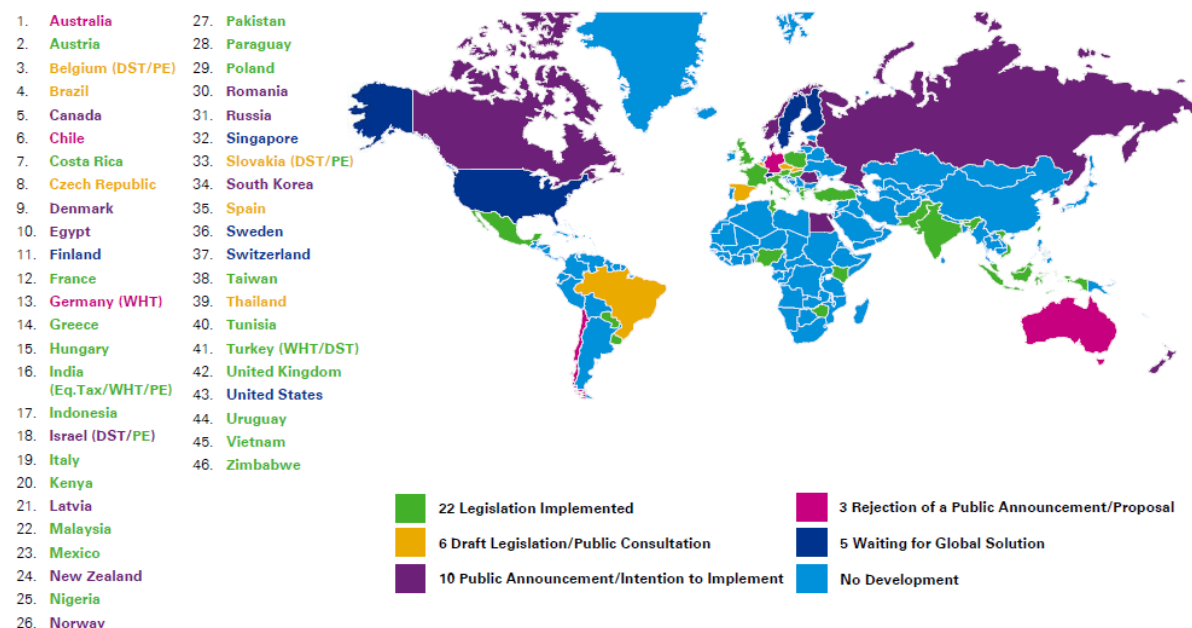 1. Australia
2. Austria
3. Belgium (DST/PE)
4. Brazil
5. Canada
6. Chile
7. Costa Rica
8. Czech Republic
9. Denmark
10. Egypt
11. Finland
12. France
13. Germany (WHT)
14. Greece
15. Hungary
16. India
(Eq.Tax/WHT/PE)
17. Indonesia
18. Israel (DST/PE)
19. Italy
20. Kenya
21. Latvia
22. Malaysia
23. Mexico
24. New Zealand
25. Nigeria
26. Norway
27. Pakistan
28. Paraguay
29. Poland
30. Romania
31. Russia
32. Singapore
33. Slovakia (DST/PE)
34. South Korea
35. Spain
36. Sweden
37. Switzerland
38. Taiwan
39. Thailand
40. Tunisia
41. Turkey (WHT/DST)
42. United Kingdom
43. United States
44. Uruguay
45. Vietnam
46. Zimbabwe
22 Legislation Implemented
6 Draft Legislation/Public Consultation
10 Public Announcement/Intention to Implement
3 Rejection of a Public Announcement/Proposal
5 Waiting for Global Solution
No Development